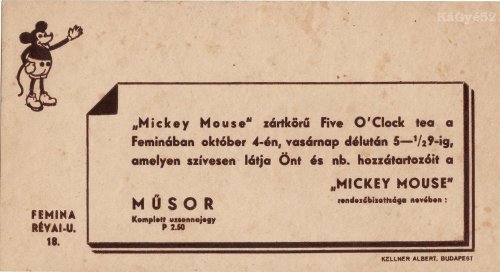 KaGyé52
„Mickey Mouse" zártkörű Five O'Clock tea a
Feminában október 4-én, vasárnap délután 5—1/29-ig,
amelyen szívesen látja Önt és nb. hozzátartozóit a
„MICKEY MOUSE"
rendezőbizottsága nevében:
MŰSOR
Komplett uzsonnajegy
P 2.50
FEMINA
RÉVAI-U.
18.
KELLNER ALBERT, BUDAPEST